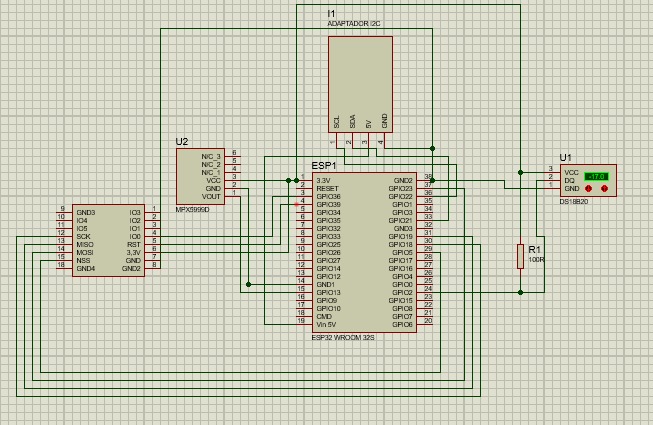 I1
ADAPTADOR I2C
SCL
SDA
5V
GND
1
2
3
4
U2
N/C_3 6
N/C_2 5
N/C_1 4
VCC 3
GND 2
VOUT 1
MPX5999D
ESP1
1 3.3V GND2 38
2 RESET GPIO23 37
3 GPIO36 GPIO22 36
4 GPIO39 GPIO1 35
5 GPIO34 GPIO3 34
6 GPIO35 GPIO21 33
7 GPIO32 GND3 32
8 GPIO33 GPIO19 31
9 GPIO25 GPIO18 30
10 GPIO26 GPIO5 29
11 GPIO27 GPIO17 28
12 GPIO14 GPIO16 27
13 GPIO12 GPIO4 26
14 GND1 GPIO0 25
15 GPIO13 GPIO2 24
16 GPIO9 GPIO15 23
17 GPIO10 GPIO8 22
18 CMD GPIO7 21
19 Vin 5V GPIO6 20
ESP32 WROOM 32S
U1
3 VCC
2 DQ
1 GND
DS18B20
R1
100R
9 GND3 IO3 1
10 IO4 IO2 2
11 IO5 IO1 3
12 SCK IO0 4
13 MISO RST 5
14 MOSI 3,3V 6
15 NSS GND 7
16 GND4 GND2 8